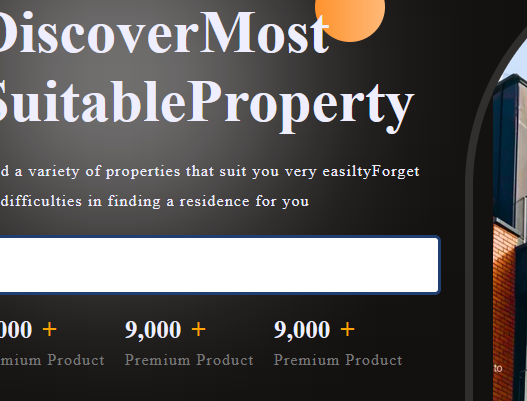 DiscoverMost
SuitableProperty
d a variety of properties that suit you very easiltyForget
difficulties in finding a residence for you
000 + 9,000 + 9,000 +
mium Product Premium Product Premium Product
to